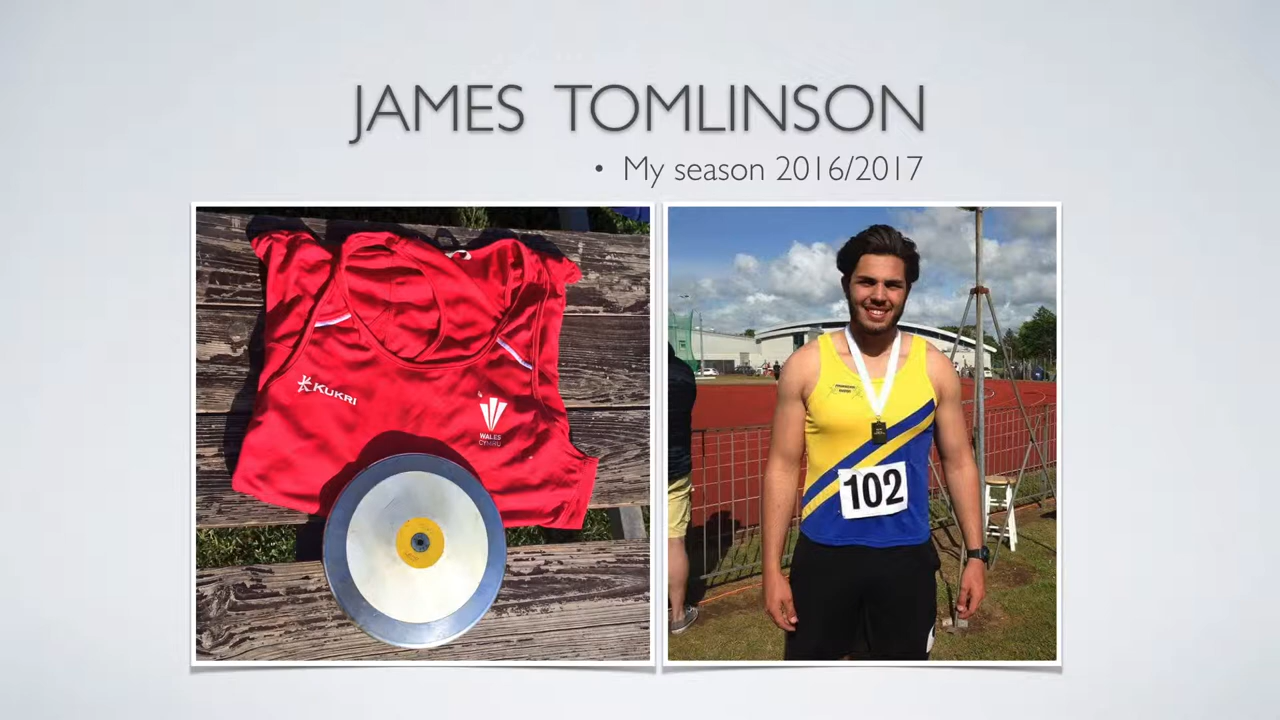 JAMES TOMLINSON
• My season 2016/2017
KUKRI
WALES
CYMRU
102